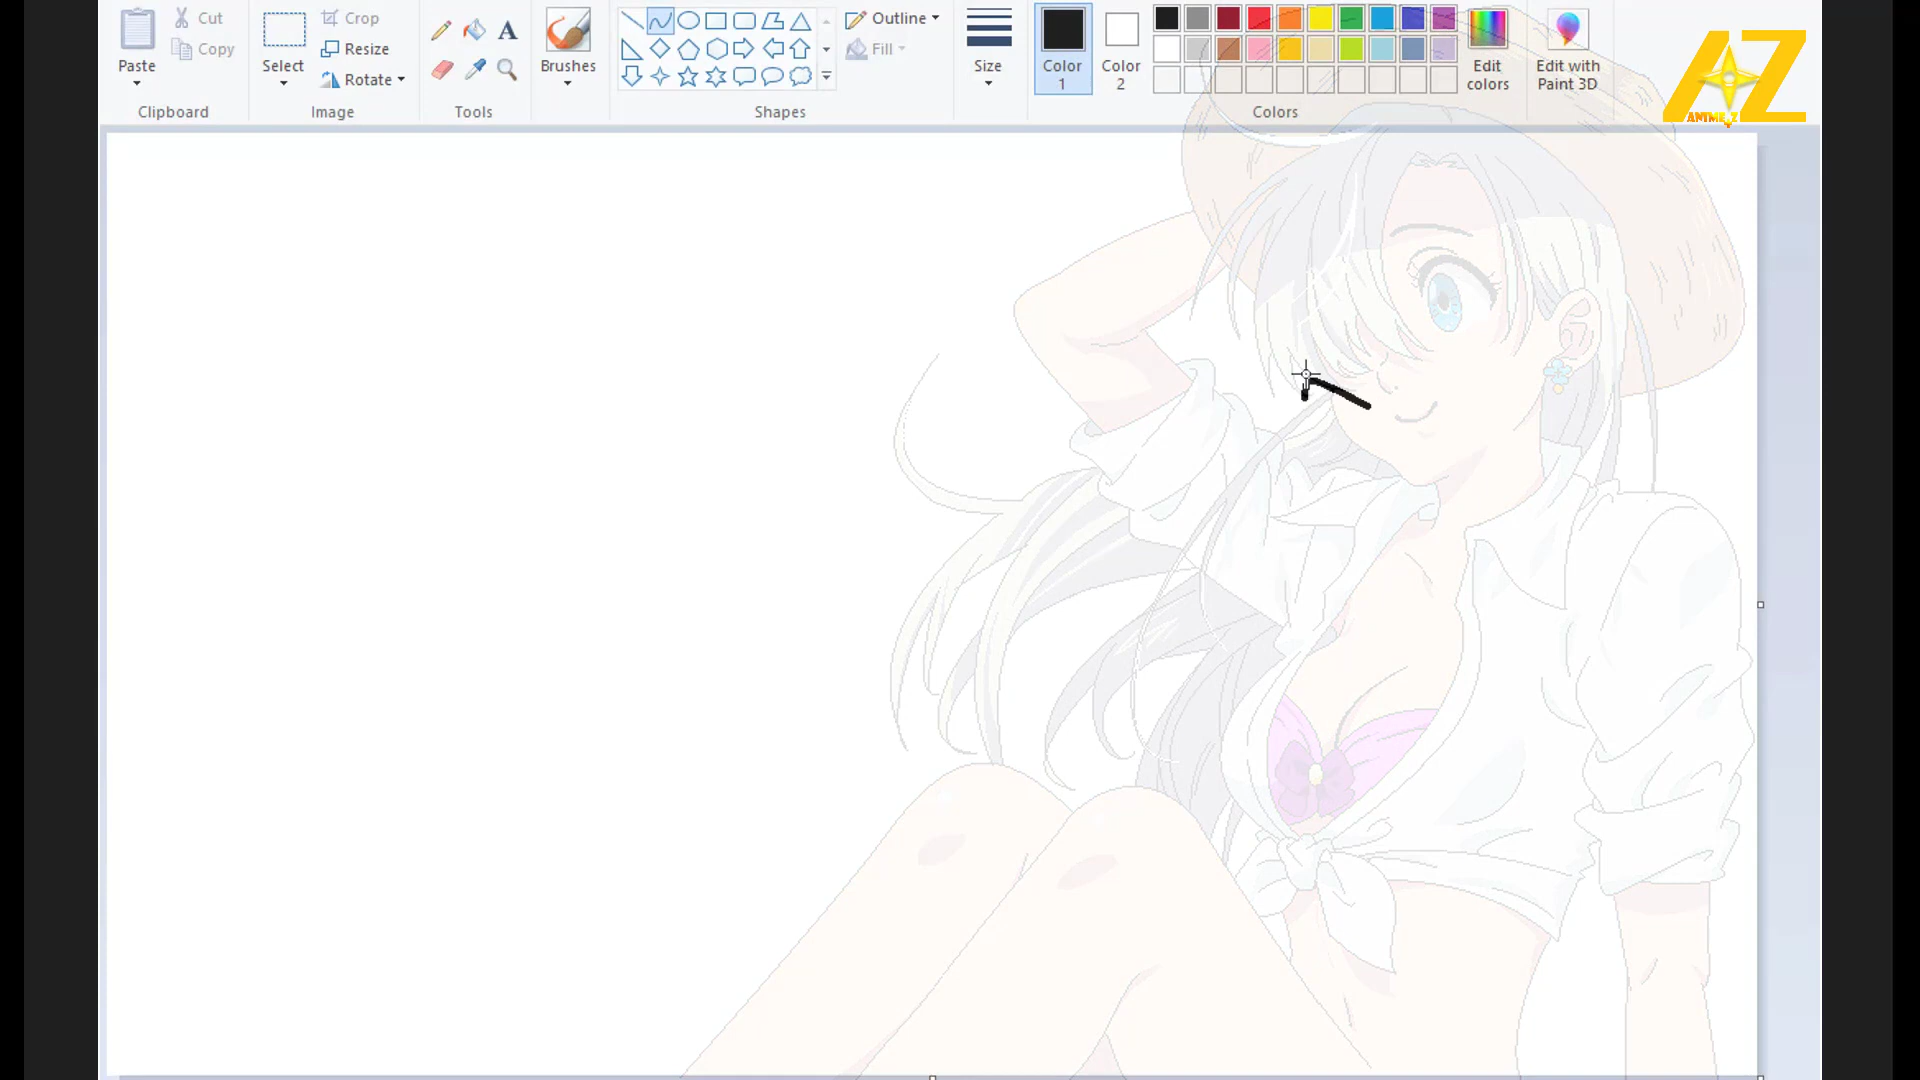 Paste
Cut
Copy
Clipboard
Select
Crop
Resize
Rotate
Image
A
Tools
Brushes
Shapes
Outline
Fill
Size
Color
1
Color
2
Colors
Edit
colors
Edit with
Paint 3D
AZ
ANIME Z